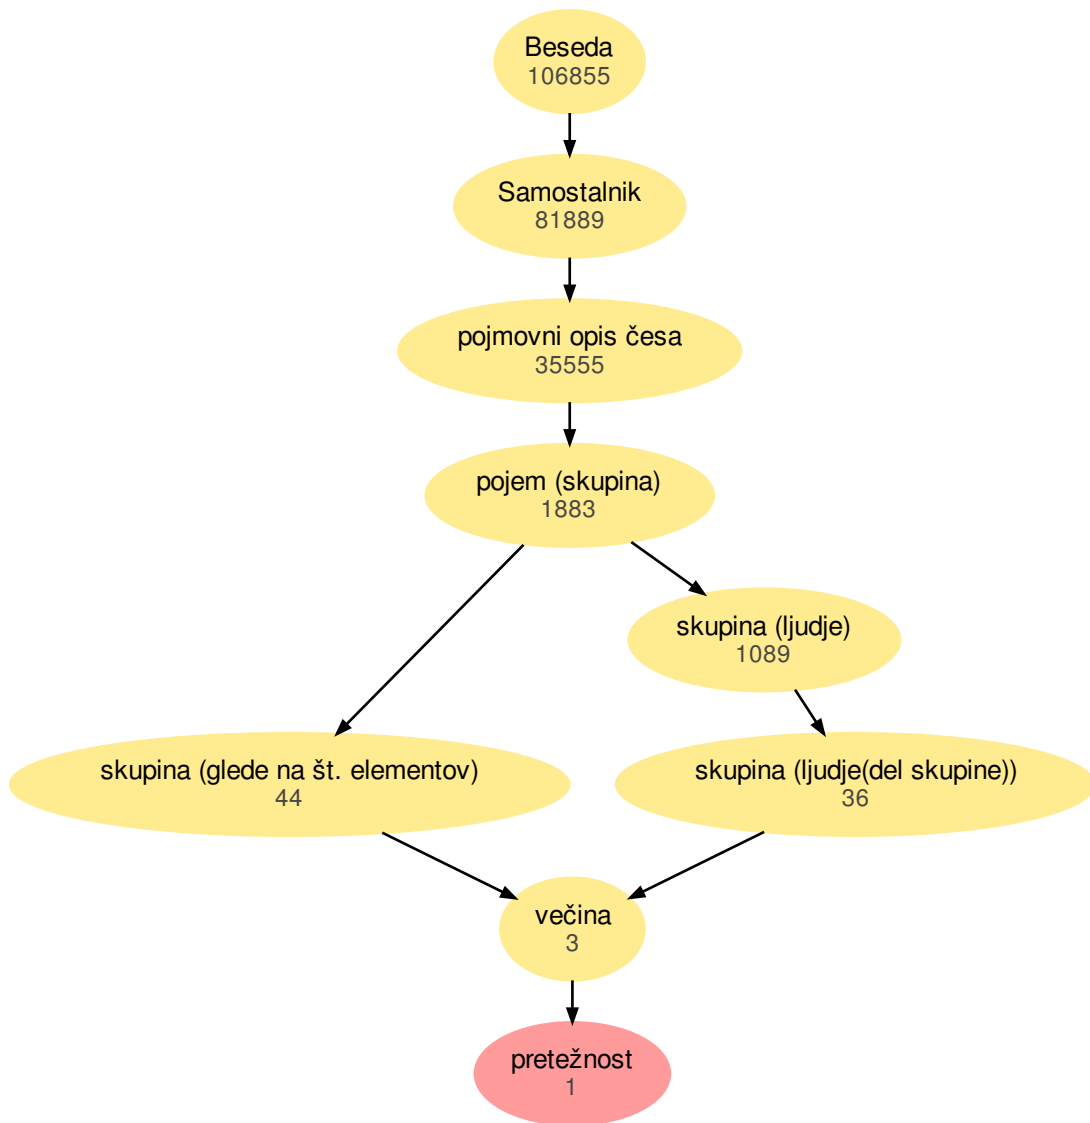 Beseda
106855
Samostalnik
81889
pojmovni opis česa
35555
pojem (skupina)
1883
skupina (ljudje)
1089
skupina (glede na št. elementov)
44
skupina (ljudje(del skupine))
36
večina
3
pretežnost
1